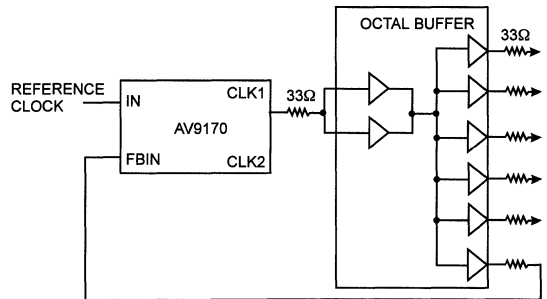 OCTAL BUFFER
33Ω
REFERENCE
CLOCK
IN
CLK1
33Ω
AV9170
FBIN
CLK2